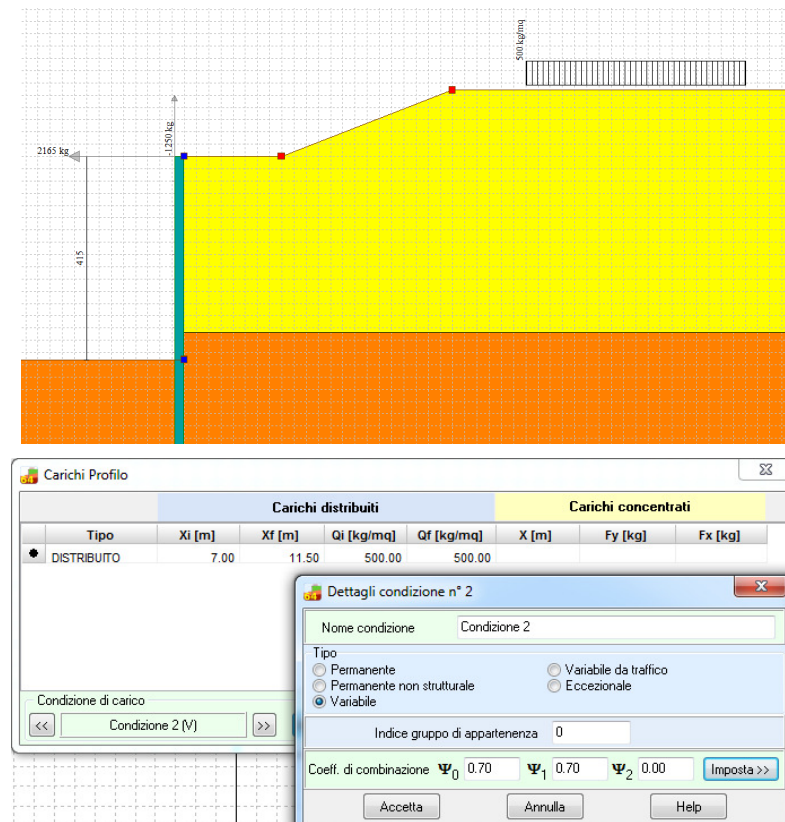 500 kg/mq
-1250 kg
2165 kg
415
Carichi Profilo
Carichi distribuiti Carichi concentrati
Tipo Xi [m] Xf [m] Qi [kg/mq] Qf [kg/mq] X [m] Fy [kg] Fx [kg]
DISTRIBUITO 7.00 11.50 500.00 500.00
Dettagli condizione n° 2
Nome condizione Condizione 2
Tipo
Permanente Variabile da traffico
Permanente non strutturale Eccezionale
Variabile
Condizione di carico
<< Condizione 2 (V) >>
Indice gruppo di appartenenza 0
Coeff. di combinazione Ψ0 0.70 Ψ1 0.70 Ψ2 0.00 Imposta >>
Accetta Annulla Help